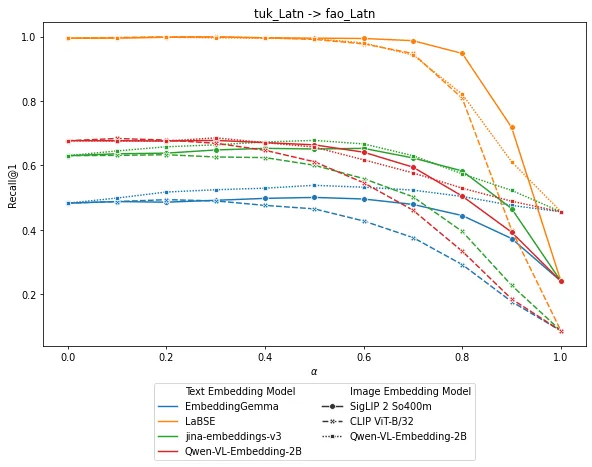 tuk_Latn -> fao_Latn
Recall@1
1.0
0.8
0.6
0.4
0.2
0.0 0.2 0.4 0.6 0.8 1.0
α
Text Embedding Model Image Embedding Model
EmbeddingGemma SigLIP 2 So400m
LaBSE CLIP ViT-B/32
jina-embeddings-v3 Qwen-VL-Embedding-2B
Qwen-VL-Embedding-2B